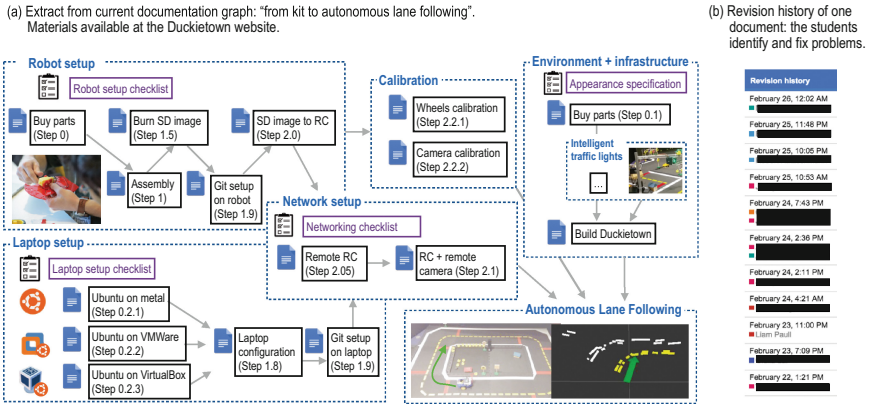 (a) Extract from current documentation graph: “from kit to autonomous lane following”.
Materials available at the Duckietown website.
(b) Revision history of one
document: the students
identify and fix problems.
Robot setup
Robot setup checklist
Buy parts
(Step 0)
Burn SD image
(Step 1.5)
SD image to RC
(Step 2.0)
Assembly
(Step 1)
Git setup
on robot
(Step 1.9)
Calibration
Wheels calibration
(Step 2.2.1)
Camera calibration
(Step 2.2.2)
Environment + infrastructure
Appearance specification
Buy parts (Step 0.1)
Intelligent
traffic lights
...
Build Duckietown
Network setup
Networking checklist
Remote RC
(Step 2.05)
RC + remote
camera (Step 2.1)
Laptop setup
Laptop setup checklist
Ubuntu on metal
(Step 0.2.1)
Ubuntu on VMWare
(Step 0.2.2)
Ubuntu on VirtualBox
(Step 0.2.3)
Laptop
configuration
(Step 1.8)
Git setup
on laptop
(Step 1.9)
Autonomous Lane Following
Revision history
February 26, 12:02 AM
February 25, 11:48 PM
February 25, 10:05 PM
February 25, 10:53 AM
February 24, 7:43 PM
February 24, 2:36 PM
February 24, 2:11 PM
February 24, 4:21 AM
February 23, 11:00 PM
Liam Paull
February 23, 7:09 PM
February 22, 1:21 PM